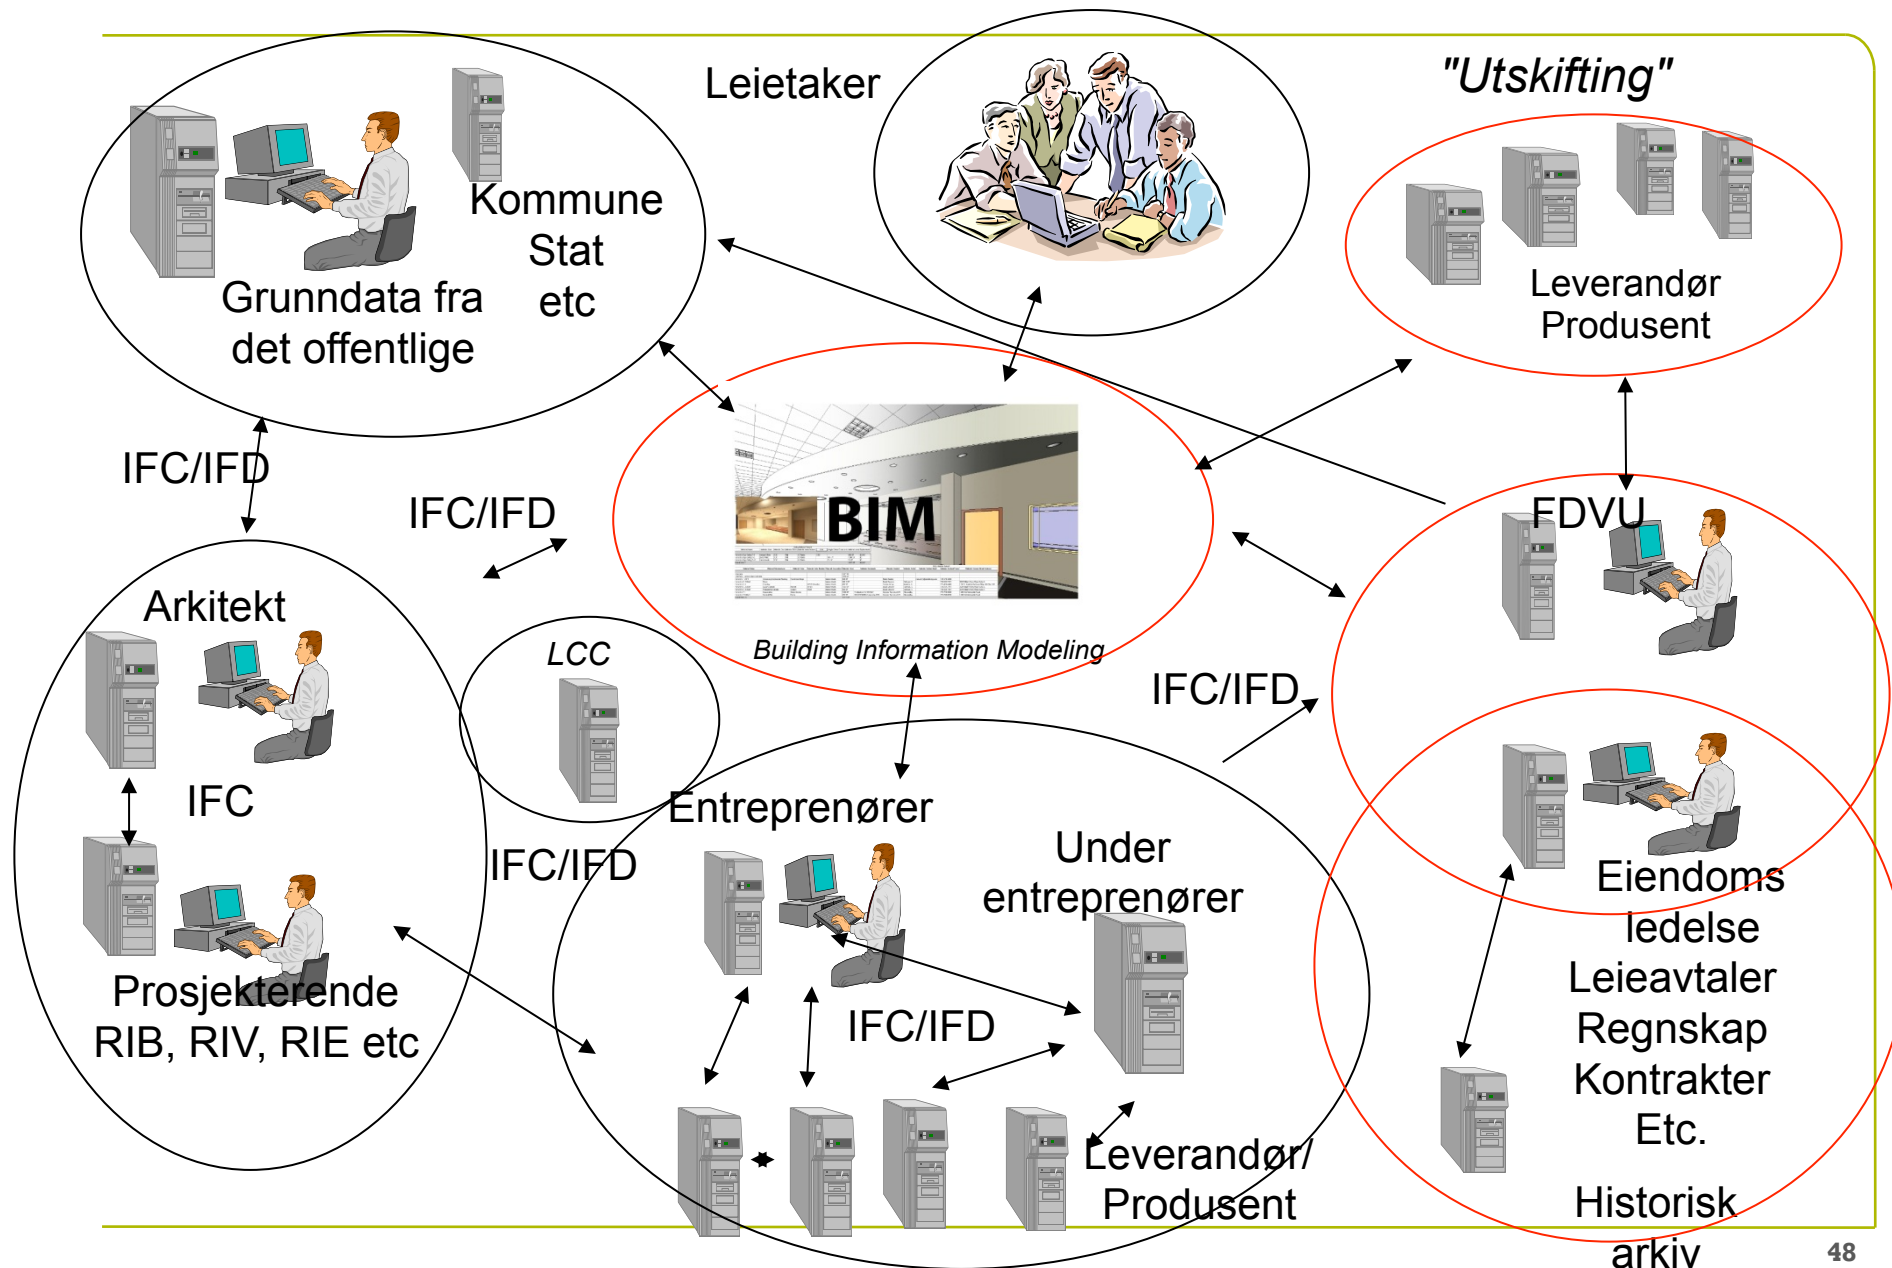 Leietaker
"Utskifting"
Kommune
Stat
etc
Grunndata fra
det offentlige
Leverandør
Produsent
IFC/IFD
IFC/IFD
BIM
Building Information Modeling
FDVU
Arkitekt
LCC
IFC/IFD
IFC
Entreprenører
IFC/IFD
Under
entreprenører
Prosjekterende
RIB, RIV, RIE etc
IFC/IFD
Eiendoms
ledelse
Leieavtaler
Regnskap
Kontrakter
Etc.
Leverandør/
Produsent
Historisk
arkiv
48